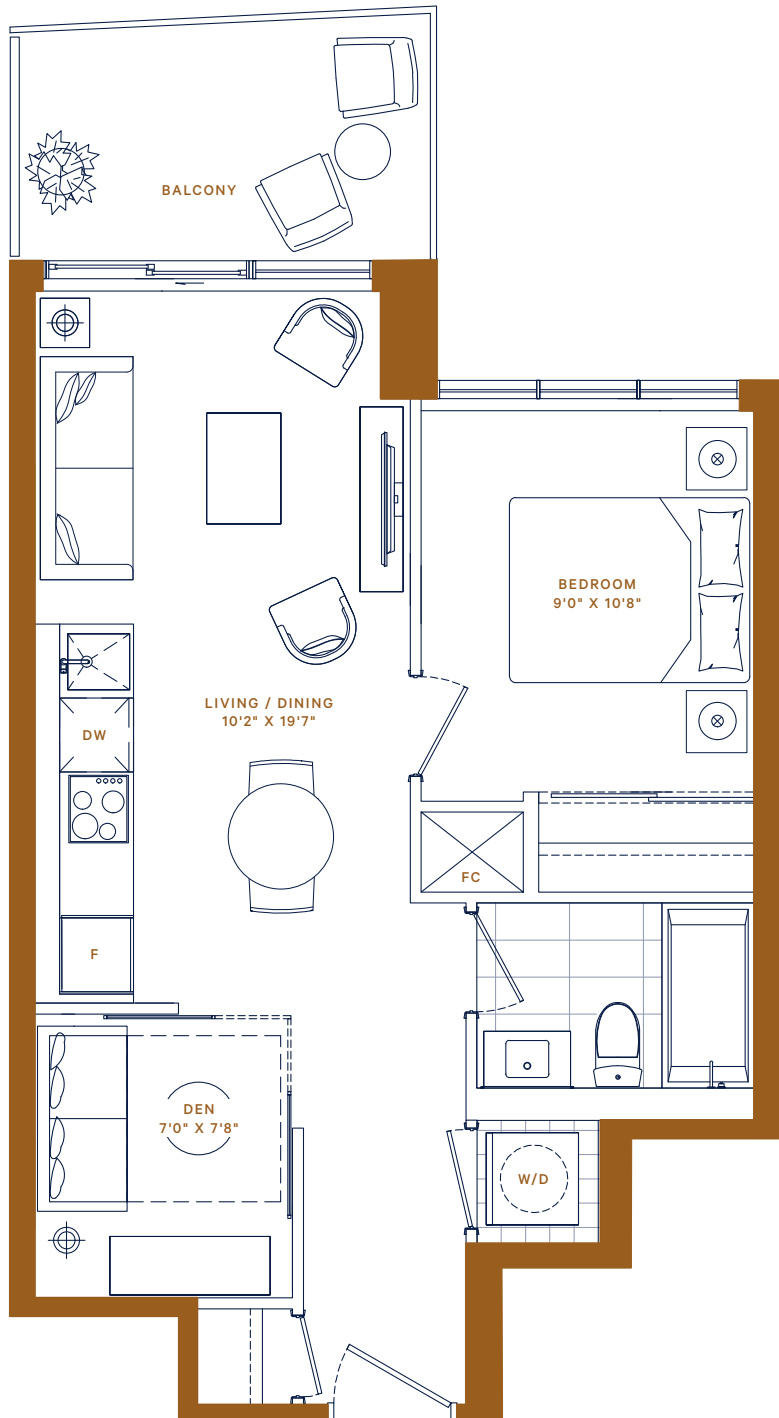 BALCONY
BEDROOM
9'0" X 10'8"
LIVING / DINING
10'2" X 19'7"
DW
FC
F
DEN
7'0" X 7'8"
W/D